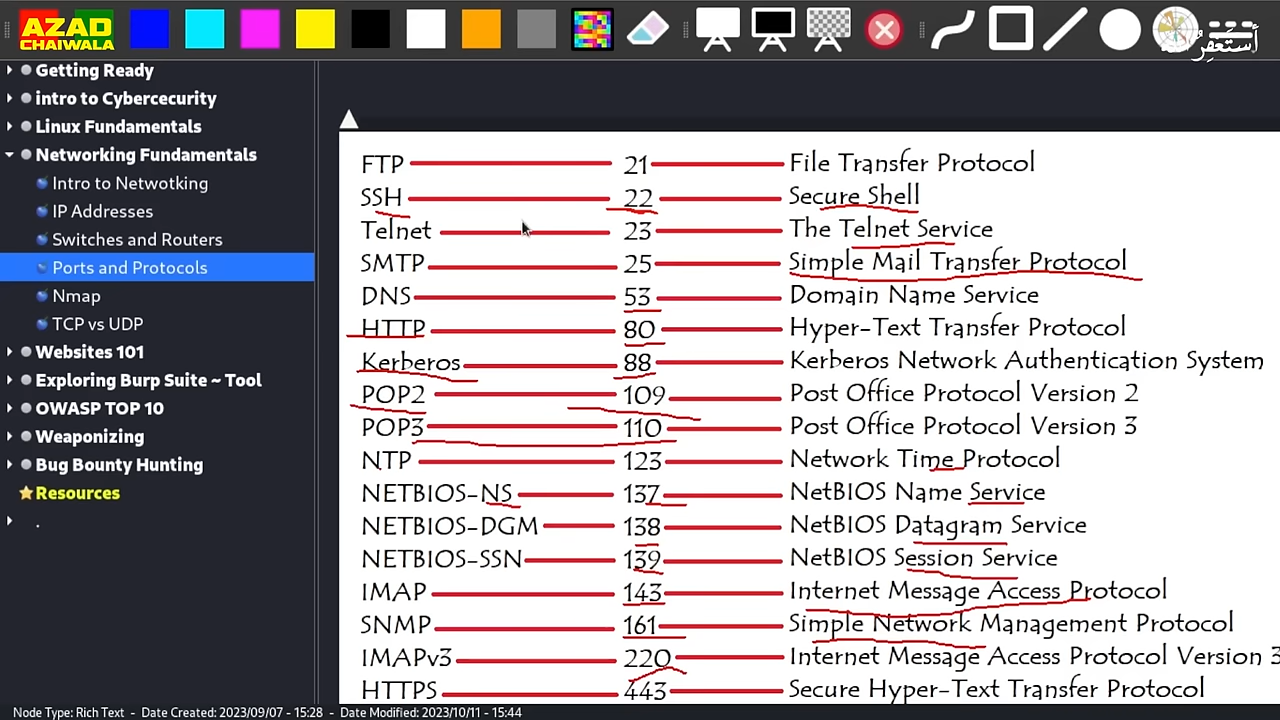 AZAD
CHAIWALA
أستغفر الله
Getting Ready
intro to Cybercecurity
Linux Fundamentals
Networking Fundamentals
Intro to Netwotking
IP Addresses
Switches and Routers
Ports and Protocols
Nmap
TCP vs UDP
Websites 101
Exploring Burp Suite ~ Tool
OWASP TOP 10
Weaponizing
Bug Bounty Hunting
Resources
.
FTP 21 File Transfer Protocol
SSH 22 Secure Shell
Telnet 23 The Telnet Service
SMTP 25 Simple Mail Transfer Protocol
DNS 53 Domain Name Service
HTTP 80 Hyper-Text Transfer Protocol
Kerberos 88 Kerberos Network Authentication System
POP2 109 Post Office Protocol Version 2
POP3 110 Post Office Protocol Version 3
NTP 123 Network Time Protocol
NETBIOS-NS 137 NetBIOS Name Service
NETBIOS-DGM 138 NetBIOS Datagram Service
NETBIOS-SSN 139 NetBIOS Session Service
IMAP 143 Internet Message Access Protocol
SNMP 161 Simple Network Management Protocol
IMAPv3 220 Internet Message Access Protocol Version 3
HTTPS 443 Secure Hyper-Text Transfer Protocol
Node Type: Rich Text - Date Created: 2023/09/07 - 15:28 - Date Modified: 2023/10/11 - 15:44